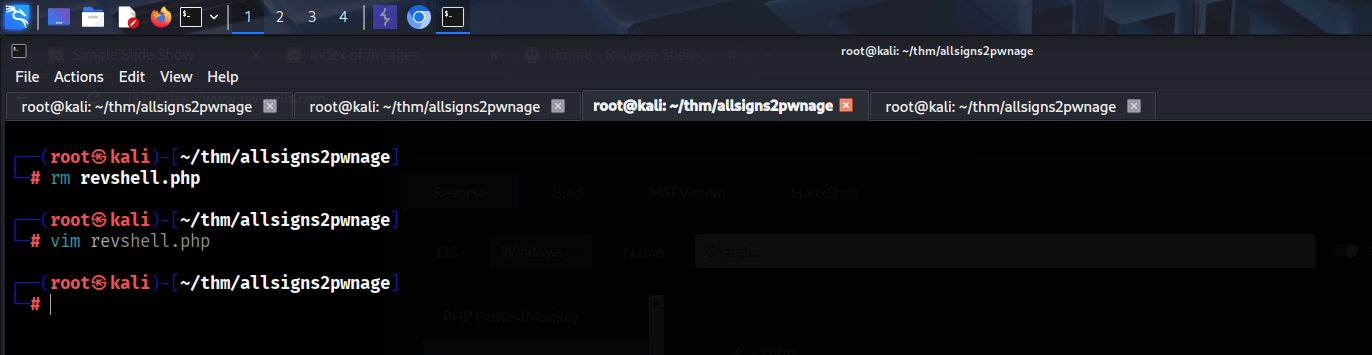 1 2 3 4
root@kali: ~/thm/allsigns2pwnage
Simple Slide Show Index of /images Online - Reverse Shell
File Actions Edit View Help
root@kali: ~/thm/allsigns2pwnage root@kali: ~/thm/allsigns2pwnage root@kali: ~/thm/allsigns2pwnage root@kali: ~/thm/allsigns2pwnage
(root㉿kali)-[~/thm/allsigns2pwnage]
# rm revshell.php
Reverse Bind MSFVenom HoaxShell
(root㉿kali)-[~/thm/allsigns2pwnage]
# vim revshell.php
OS Windows Name Search...
(root㉿kali)-[~/thm/allsigns2pwnage]
#
PHP PentestMonkey